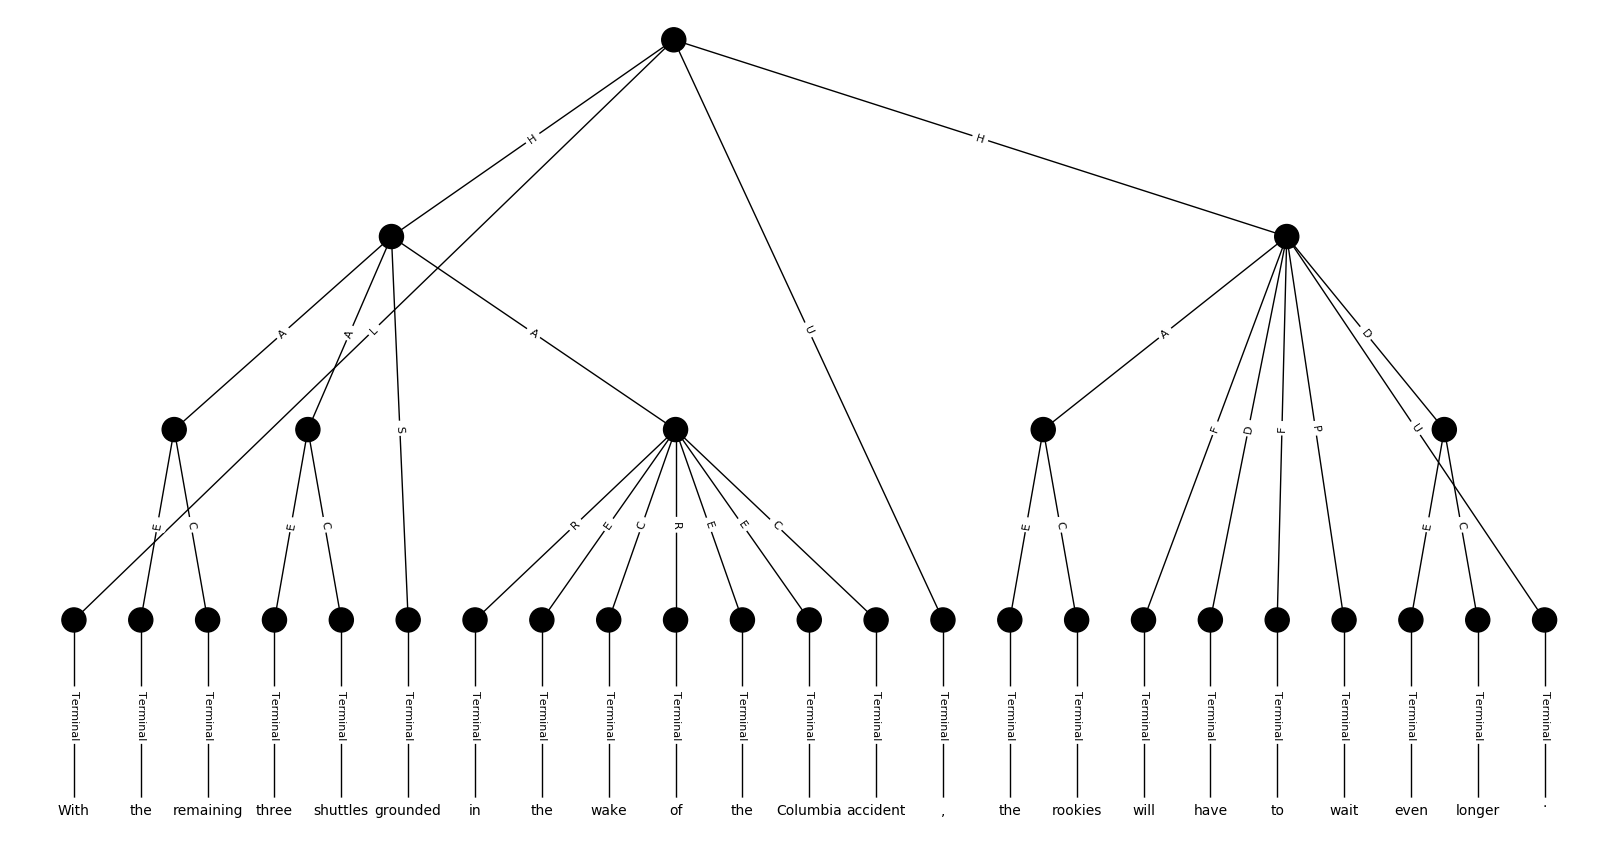 H H
A A L S A U A F D F P U D
E C E C R E C R E E C E C E C
Terminal Terminal Terminal Terminal Terminal Terminal Terminal Terminal Terminal Terminal Terminal Terminal Terminal Terminal Terminal Terminal Terminal Terminal Terminal Terminal Terminal Terminal Terminal
With the remaining three shuttles grounded in the wake of the Columbia accident , the rookies will have to wait even longer .